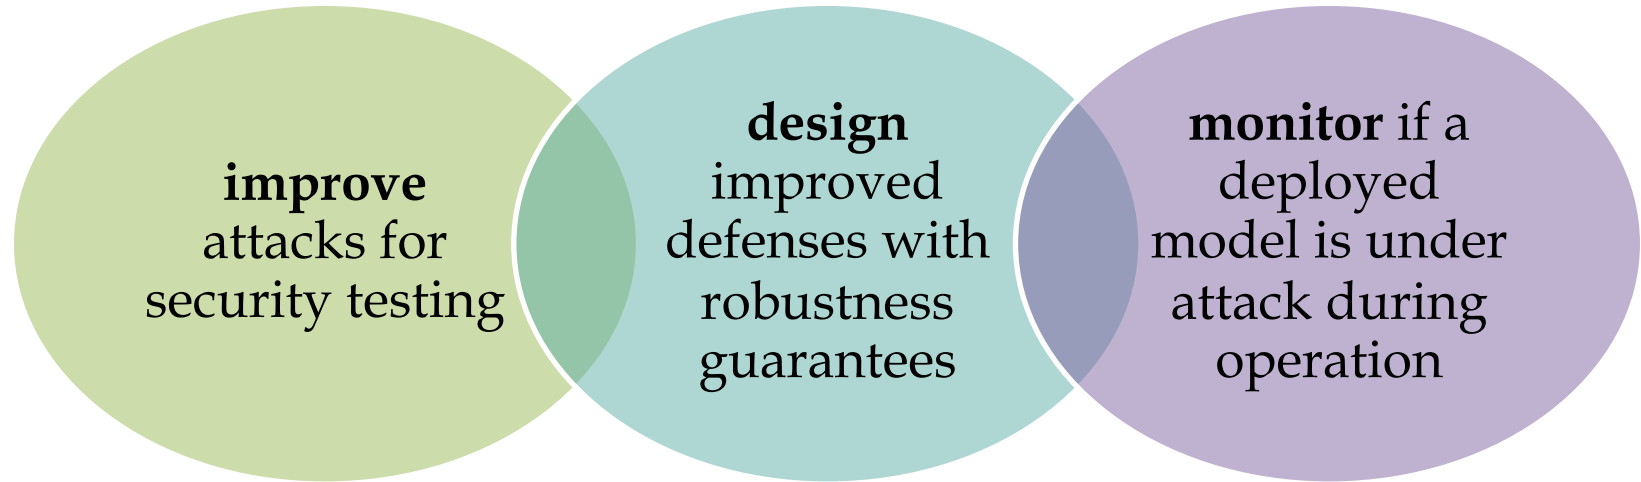 improve
attacks for
security testing
design
improved
defenses with
robustness
guarantees
monitor if a
deployed
model is under
attack during
operation